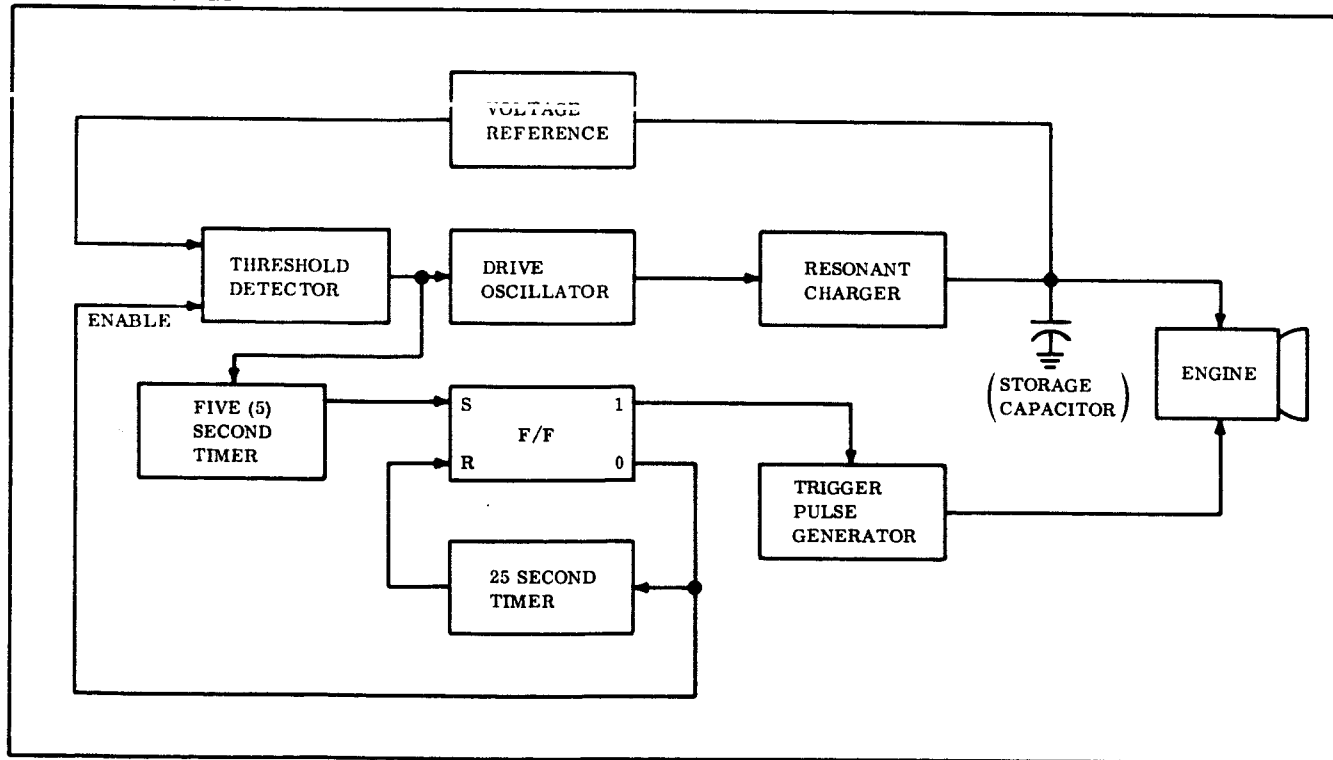 VOLTAGE
REFERENCE
THRESHOLD
DETECTOR
DRIVE
OSCILLATOR
RESONANT
CHARGER
ENABLE
(STORAGE
CAPACITOR)
ENGINE
FIVE (5)
SECOND
TIMER
S 1
F/F
R 0
TRIGGER
PULSE
GENERATOR
25 SECOND
TIMER